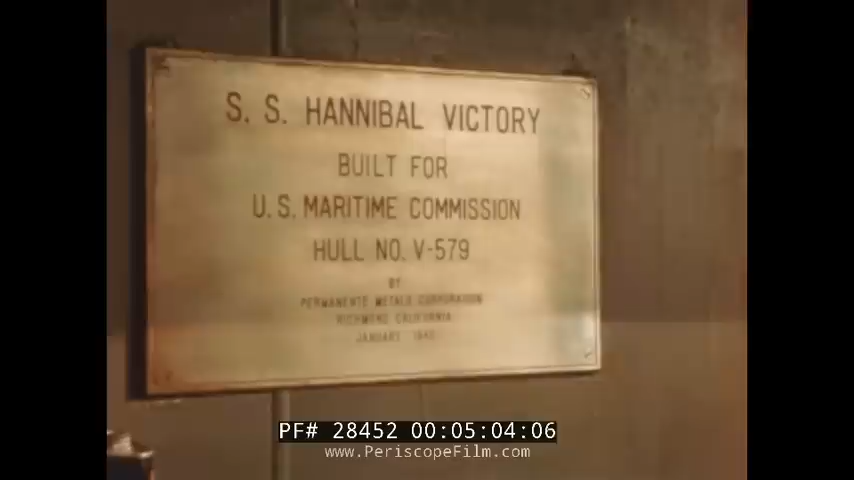 S. S. HANNIBAL VICTORY
BUILT FOR
U. S. MARITIME COMMISSION
HULL NO. V-579
BY
PERMANENTE METALS CORPORATION
RICHMOND CALIFORNIA
JANUARY
PF# 28452 00:05:04:06
www.PeriscopeFilm.com